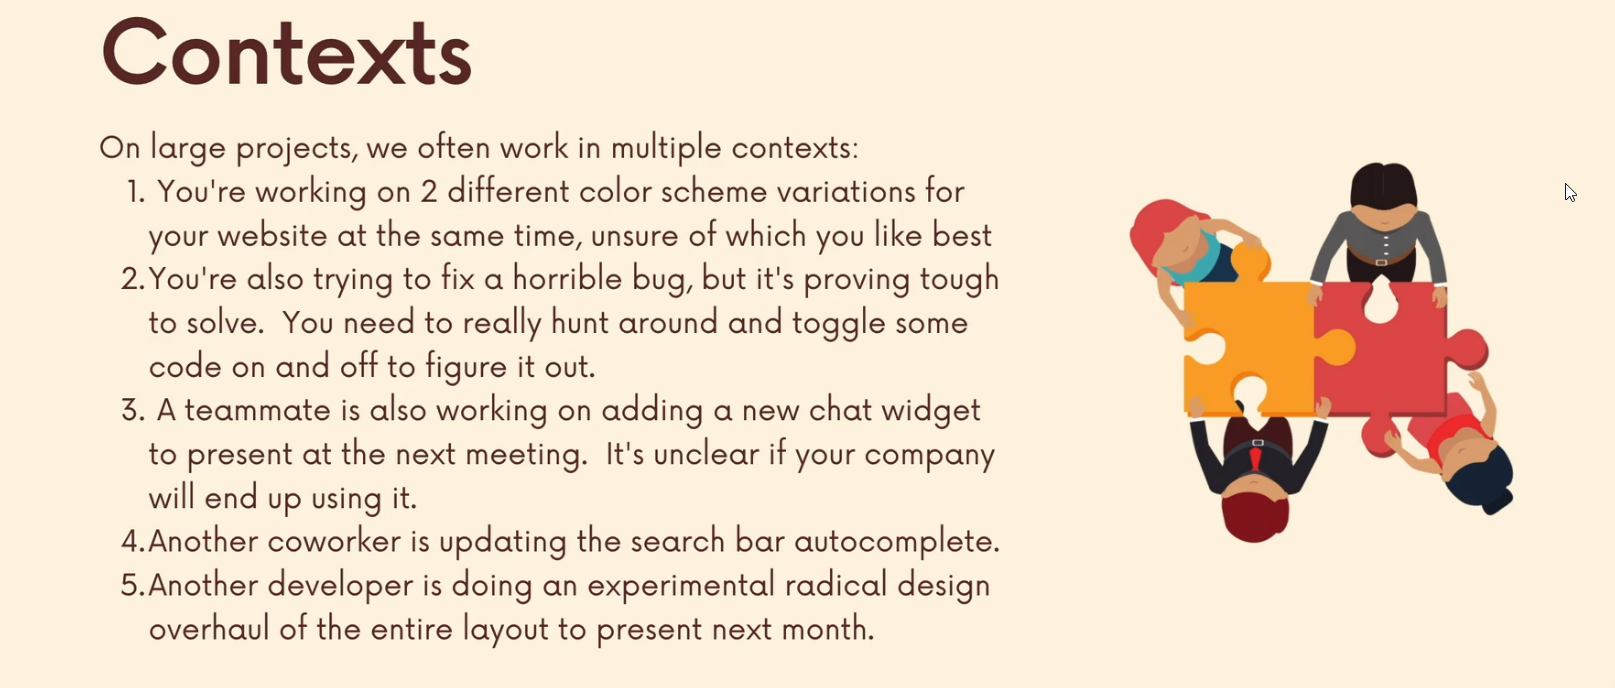 Contexts
On large projects, we often work in multiple contexts:
1. You're working on 2 different color scheme variations for
your website at the same time, unsure of which you like best
2.You're also trying to fix a horrible bug, but it's proving tough
to solve.  You need to really hunt around and toggle some
code on and off to figure it out.
3. A teammate is also working on adding a new chat widget
to present at the next meeting.  It's unclear if your company
will end up using it.
4.Another coworker is updating the search bar autocomplete.
5.Another developer is doing an experimental radical design
overhaul of the entire layout to present next month.